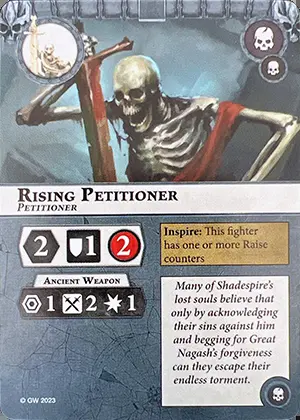 RISING PETITIONER
PETITIONER
2 1 2
Inspire: This fighter
has one or more Raise
counters
ANCIENT WEAPON
1 2 1
Many of Shadespire's
lost souls believe that
only by acknowledging
their sins against him
and begging for Great
Nagash's forgiveness
can they escape their
endless torment.
© GW 2023